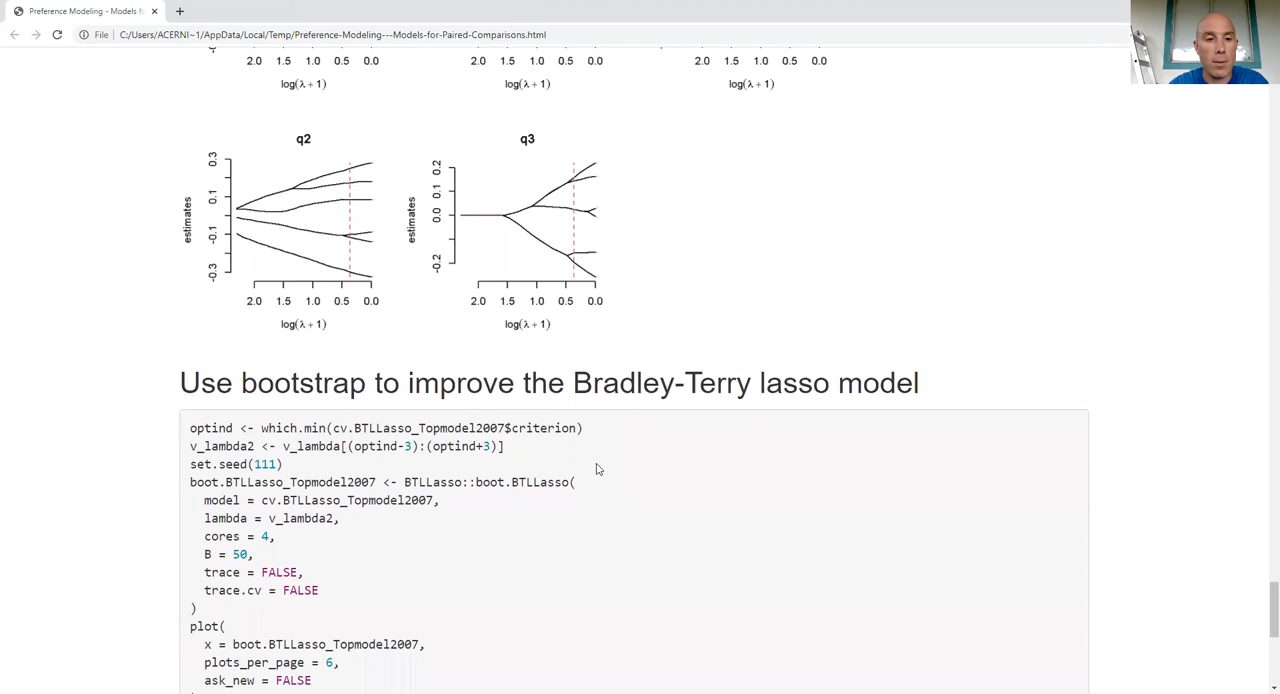 Preference Modeling - Models fo
File
C:/Users/ACERNI~1/AppData/Local/Temp/Preference-Modeling---Models-for-Paired-Comparisons.html
2.0 1.5 1.0 0.5 0.0
2.0 1.5 1.0 0.5 0.0
2.0 1.5 1.0 0.5 0.0
log(λ + 1)
log(λ + 1)
log(λ + 1)
q2
q3
estimates
0.3
0.1
-0.1
-0.3
2.0 1.5 1.0 0.5 0.0
log(λ + 1)
estimates
0.2
0.1
0.0
-0.2
2.0 1.5 1.0 0.5 0.0
log(λ + 1)
Use bootstrap to improve the Bradley-Terry lasso model
optind <- which.min(cv.BTLLasso_Topmodel2007$criterion)
v_lambda2 <- v_lambda[(optind-3):(optind+3)]
set.seed(111)
boot.BTLLasso_Topmodel2007 <- BTLLasso::boot.BTLLasso(
model = cv.BTLLasso_Topmodel2007,
lambda = v_lambda2,
cores = 4,
B = 50,
trace = FALSE,
trace.cv = FALSE
)
plot(
x = boot.BTLLasso_Topmodel2007,
plots_per_page = 6,
ask_new = FALSE